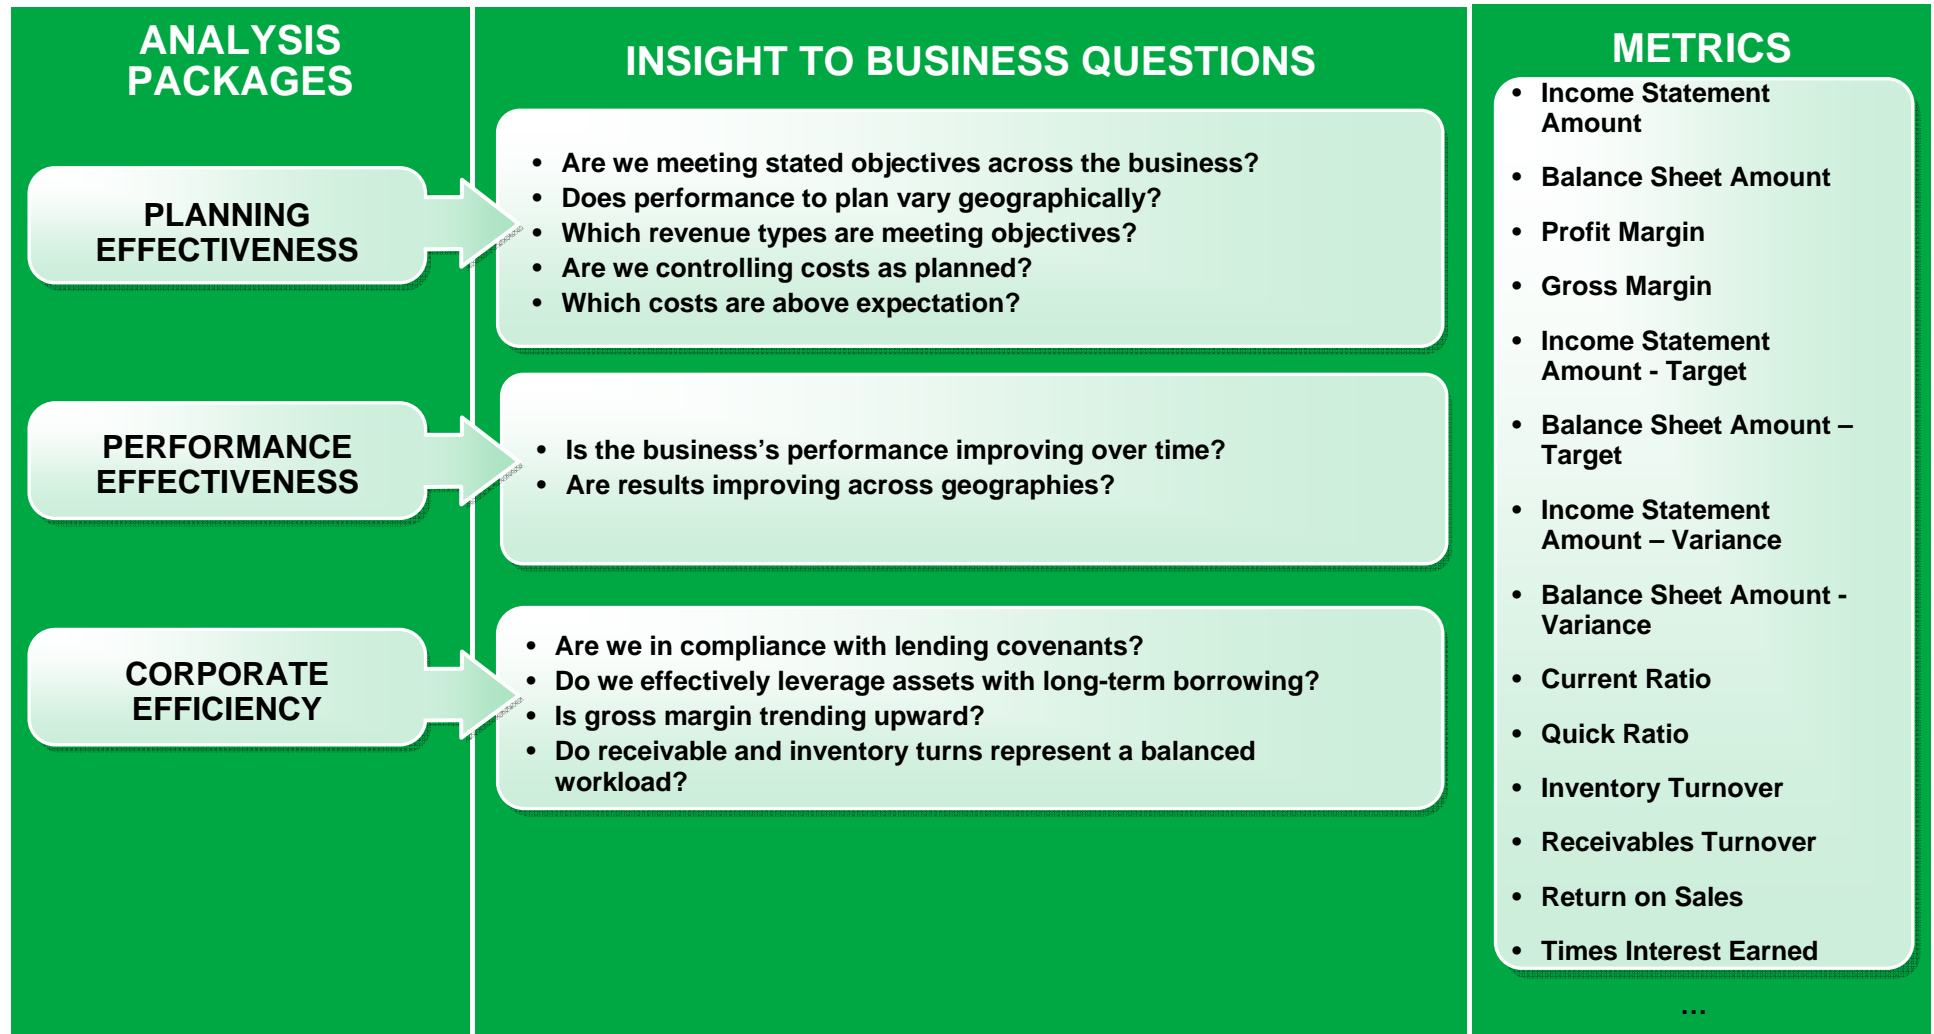 ANALYSIS
PACKAGES
PLANNING
EFFECTIVENESS
PERFORMANCE
EFFECTIVENESS
CORPORATE
EFFICIENCY
INSIGHT TO BUSINESS QUESTIONS
• Are we meeting stated objectives across the business?
• Does performance to plan vary geographically?
• Which revenue types are meeting objectives?
• Are we controlling costs as planned?
• Which costs are above expectation?
• Is the business’s performance improving over time?
• Are results improving across geographies?
• Are we in compliance with lending covenants?
• Do we effectively leverage assets with long-term borrowing?
• Is gross margin trending upward?
• Do receivable and inventory turns represent a balanced
workload?
METRICS
• Income Statement
Amount
• Balance Sheet Amount
• Profit Margin
• Gross Margin
• Income Statement
Amount - Target
• Balance Sheet Amount –
Target
• Income Statement
Amount – Variance
• Balance Sheet Amount -
Variance
• Current Ratio
• Quick Ratio
• Inventory Turnover
• Receivables Turnover
• Return on Sales
• Times Interest Earned
…